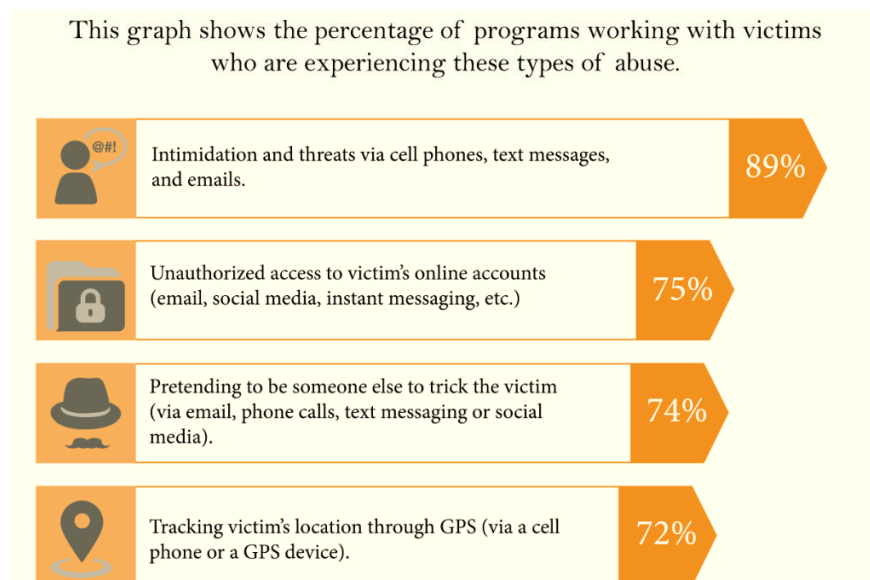 This graph shows the percentage of programs working with victims
who are experiencing these types of abuse.
@#!
Intimidation and threats via cell phones, text messages,
and emails.
89%
Unauthorized access to victim’s online accounts
(email, social media, instant messaging, etc.)
75%
Pretending to be someone else to trick the victim
(via email, phone calls, text messaging or social
media).
74%
Tracking victim’s location through GPS (via a cell
phone or a GPS device).
72%